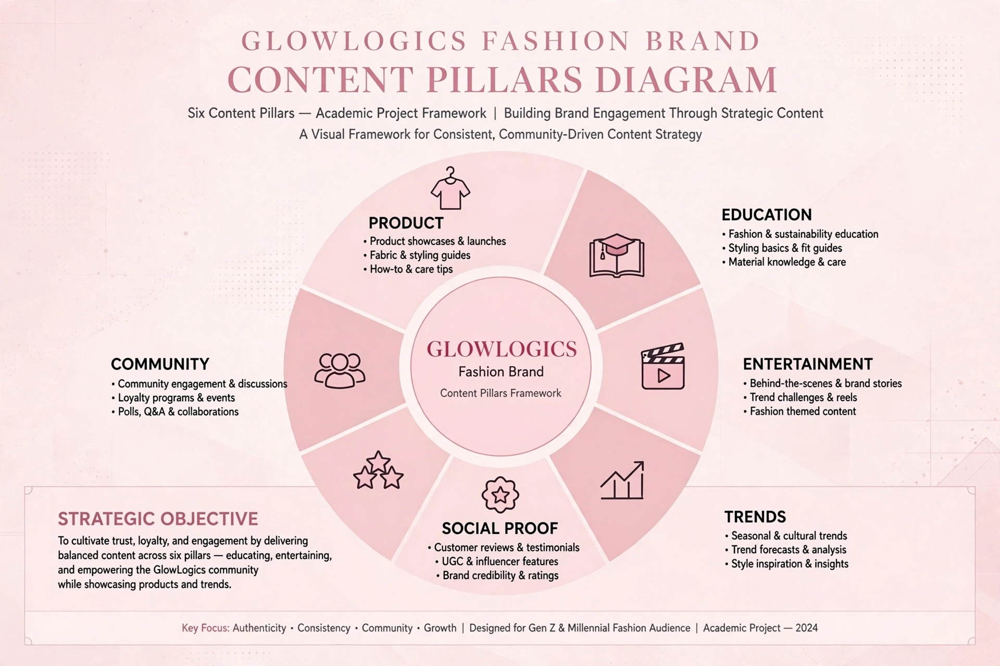 GLOWLOGICS FASHION BRAND
CONTENT PILLARS DIAGRAM
Six Content Pillars — Academic Project Framework | Building Brand Engagement Through Strategic Content
A Visual Framework for Consistent, Community-Driven Content Strategy
PRODUCT
• Product showcases & launches
• Fabric & styling guides
• How-to & care tips
EDUCATION
• Fashion & sustainability education
• Styling basics & fit guides
• Material knowledge & care
GLOWLOGICS
Fashion Brand
Content Pillars Framework
COMMUNITY
• Community engagement & discussions
• Loyalty programs & events
• Polls, Q&A & collaborations
ENTERTAINMENT
• Behind-the-scenes & brand stories
• Trend challenges & reels
• Fashion themed content
STRATEGIC OBJECTIVE
To cultivate trust, loyalty, and engagement by delivering
balanced content across six pillars — educating, entertaining,
and empowering the GlowLogics community
while showcasing products and trends.
SOCIAL PROOF
• Customer reviews & testimonials
• UGC & influencer features
• Brand credibility & ratings
TRENDS
• Seasonal & cultural trends
• Trend forecasts & analysis
• Style inspiration & insights
Key Focus: Authenticity • Consistency • Community • Growth | Designed for Gen Z & Millennial Fashion Audience | Academic Project — 2024